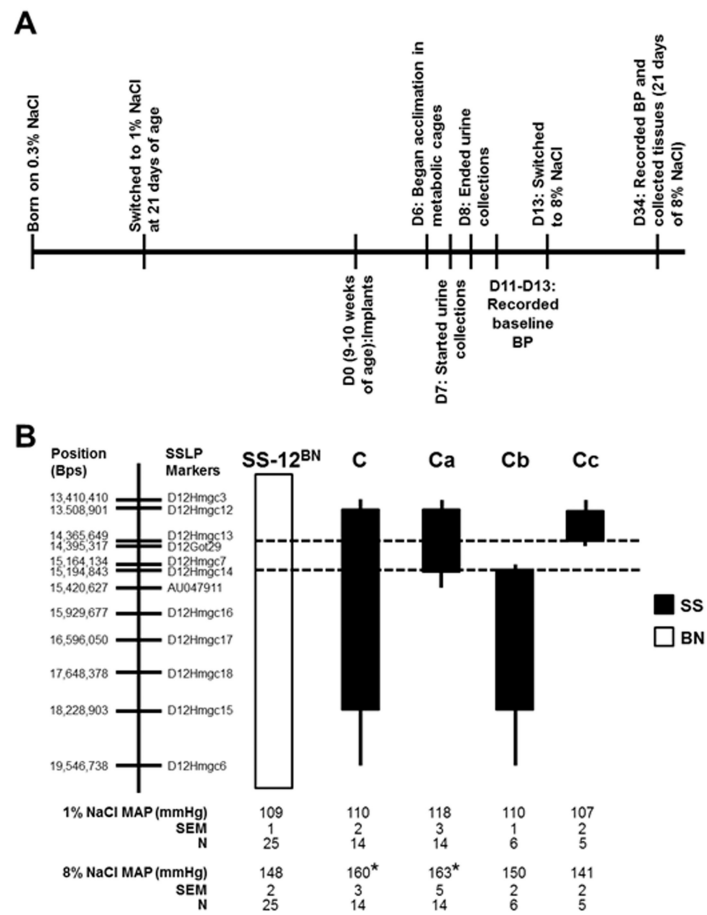 A
Born on 0.3% NaCl
Switched to 1% NaCl
at 21 days of age
D0 (9-10 weeks
of age):Implants
D6: Began acclimation in
metabolic cages
D7: Started urine
collections
D8: Ended urine
collections
D11-D13:
Recorded
baseline
BP
D13: Switched
to 8% NaCl
D34: Recorded BP and
collected tissues (21 days
of 8% NaCl)
B
Position
(Bps)
SSLP
Markers
SS-12BN C Ca Cb Cc
13,410,410 D12Hmgc3
13.508,901 D12Hmgc12
14,365,649 D12Hmgc13
14,395,317 D12Got29
15,164,134 D12Hmgc7
15,194,843 D12Hmgc14
15,420,627 AU047911
15,929,677 D12Hmgc16
16,596,050 D12Hmgc17
17,648,378 D12Hmgc18
18,228,903 D12Hmgc15
19,546,738 D12Hmgc6
SS
BN
1% NaCl MAP (mmHg) 109 110 118 110 107
SEM 1 2 3 1 2
N 25 14 14 6 5
8% NaCl MAP (mmHg) 148 160* 163* 150 141
SEM 2 3 5 2 2
N 25 14 14 6 5